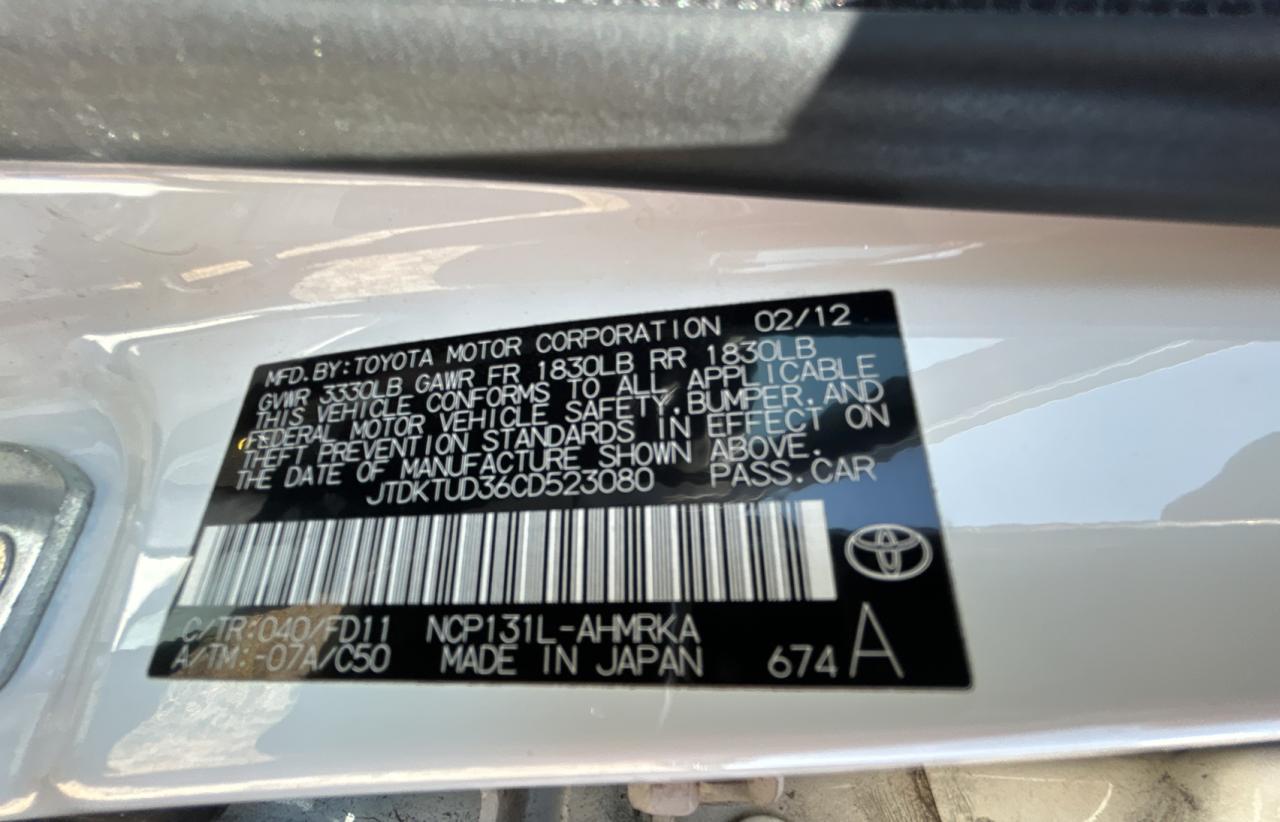 MFD. BY: TOYOTA MOTOR CORPORATION 02/12
GVWR 3330LB GAWR FR 1830LB RR 1830LB
THIS VEHICLE CONFORMS TO ALL APPLICABLE
FEDERAL MOTOR VEHICLE SAFETY, BUMPER, AND
THEFT PREVENTION STANDARDS IN EFFECT ON
THE DATE OF MANUFACTURE SHOWN ABOVE.
JTDKTUD36CD523080 PASS. CAR
C/TR: 040/FD11 NCP131L-AHMRKA
A/TM: -07A/C50 MADE IN JAPAN 674 A